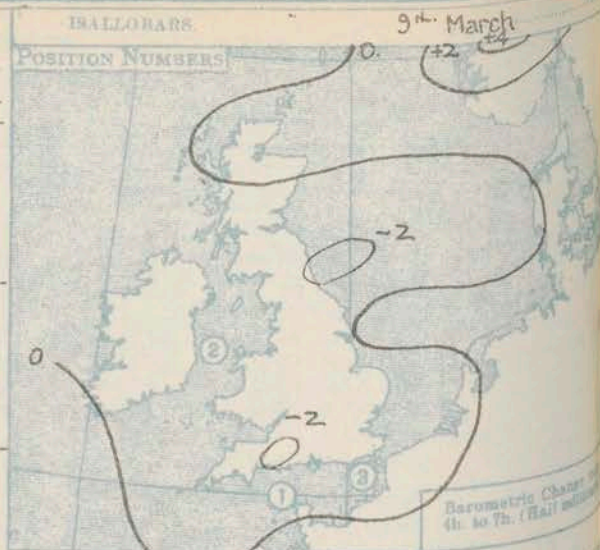 ISALLOBARS.
9th. March
POSITION NUMBERS
0
0.
+2
+4
-2
0
2
-2
3
1
Barometric Change
4h. to 7h. (Half